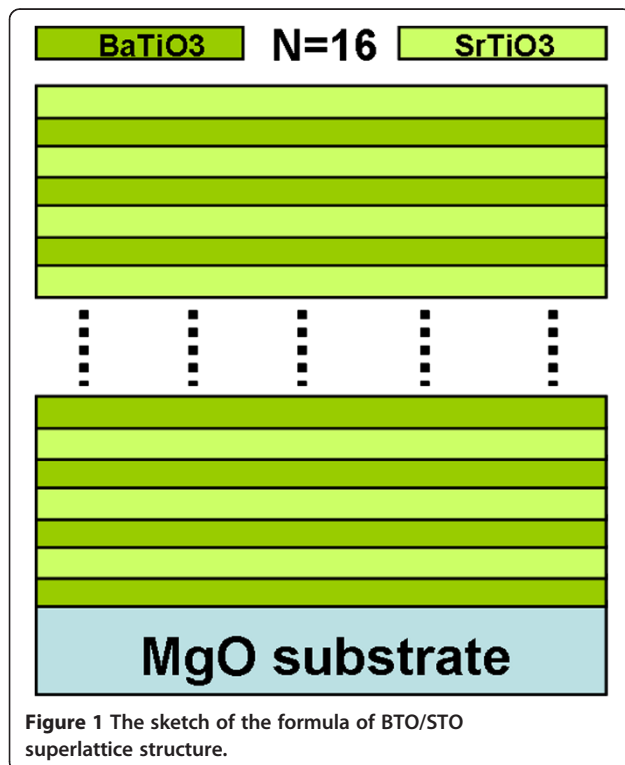 BaTiO3 N=16 SrTiO3
MgO substrate
Figure 1 The sketch of the formula of BTO/STO
superlattice structure.